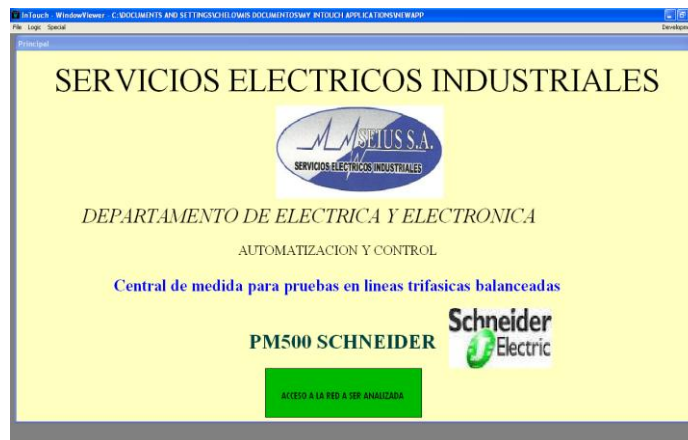 InTouch - WindowViewer - C:\DOCUMENTS AND SETTINGS\CHELO\MIS DOCUMENTOS\MY INTOUCH APPLICATIONS\NEWAPP
File Logic Special
Principal
SERVICIOS ELECTRICOS INDUSTRIALES
SEIUS S.A.
SERVICIOS ELECTRICOS INDUSTRIALES
DEPARTAMENTO DE ELECTRICA Y ELECTRONICA
AUTOMATIZACION Y CONTROL
Central de medida para pruebas en lineas trifasicas balanceadas
PM500 SCHNEIDER
Schneider
Electric
ACCESO A LA RED A SER ANALIZADA